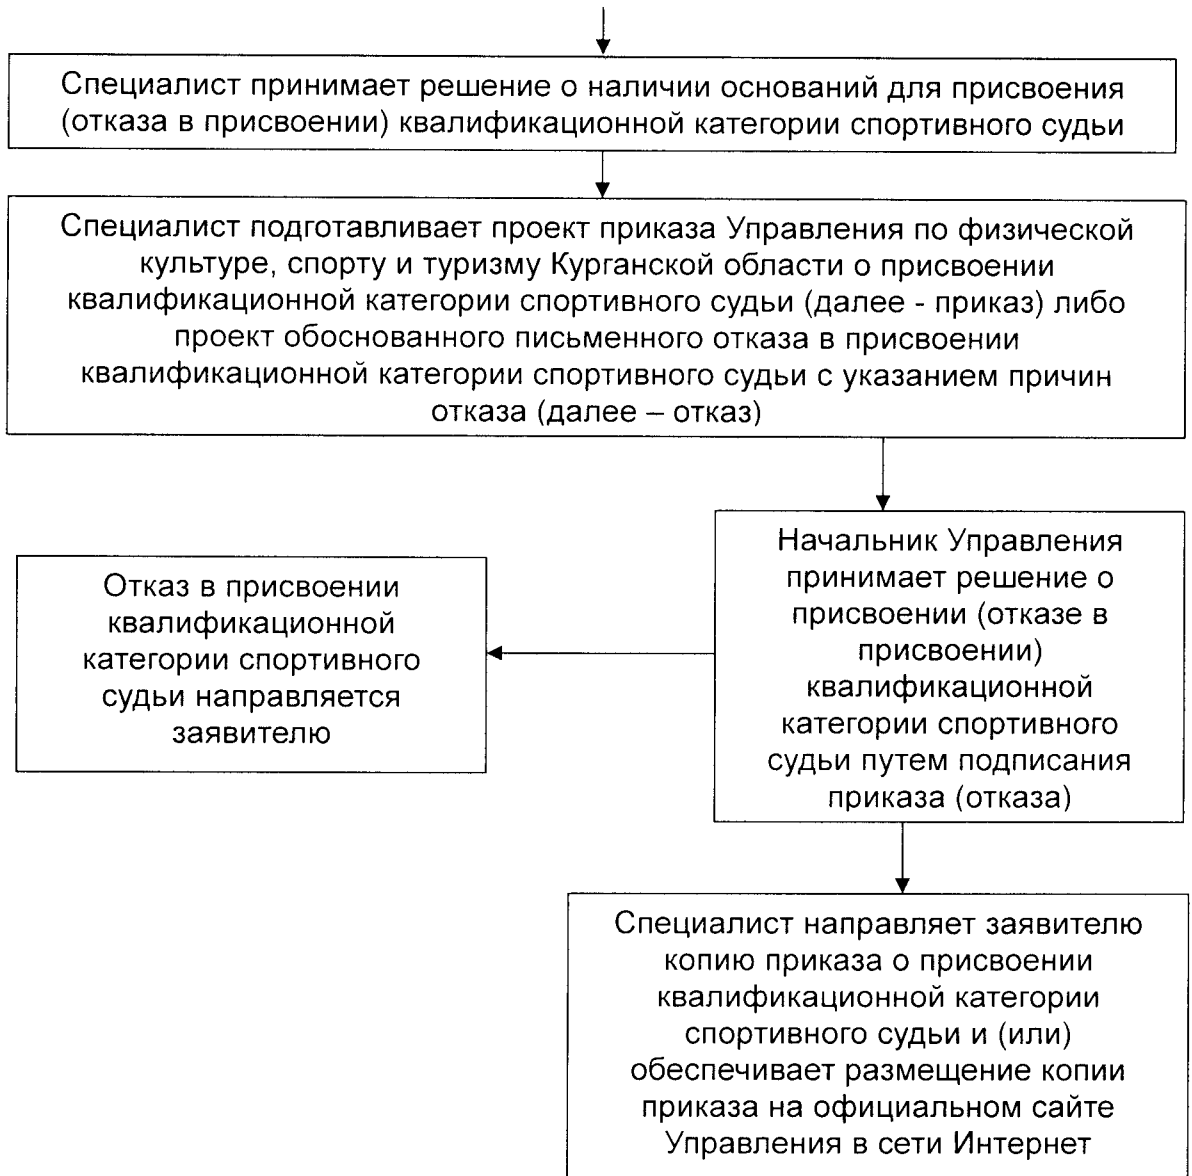 Специалист принимает решение о наличии оснований для присвоения
(отказа в присвоении) квалификационной категории спортивного судьи
Специалист подготавливает проект приказа Управления по физической
культуре, спорту и туризму Курганской области о присвоении
квалификационной категории спортивного судьи (далее - приказ) либо
проект обоснованного письменного отказа в присвоении
квалификационной категории спортивного судьи с указанием причин
отказа (далее – отказ)
Начальник Управления
принимает решение о
присвоении (отказе в
присвоении)
квалификационной
категории спортивного
судьи путем подписания
приказа (отказа)
Отказ в присвоении
квалификационной
категории спортивного
судьи направляется
заявителю
Специалист направляет заявителю
копию приказа о присвоении
квалификационной категории
спортивного судьи и (или)
обеспечивает размещение копии
приказа на официальном сайте
Управления в сети Интернет